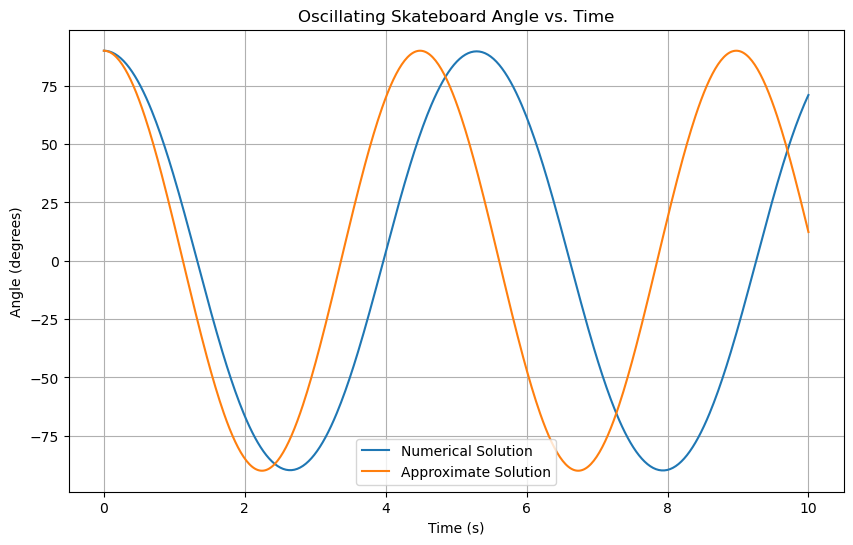 Oscillating Skateboard Angle vs. Time
Angle (degrees)
75
50
25
0
−25
−50
−75
Numerical Solution
Approximate Solution
0 2 4 6 8 10
Time (s)